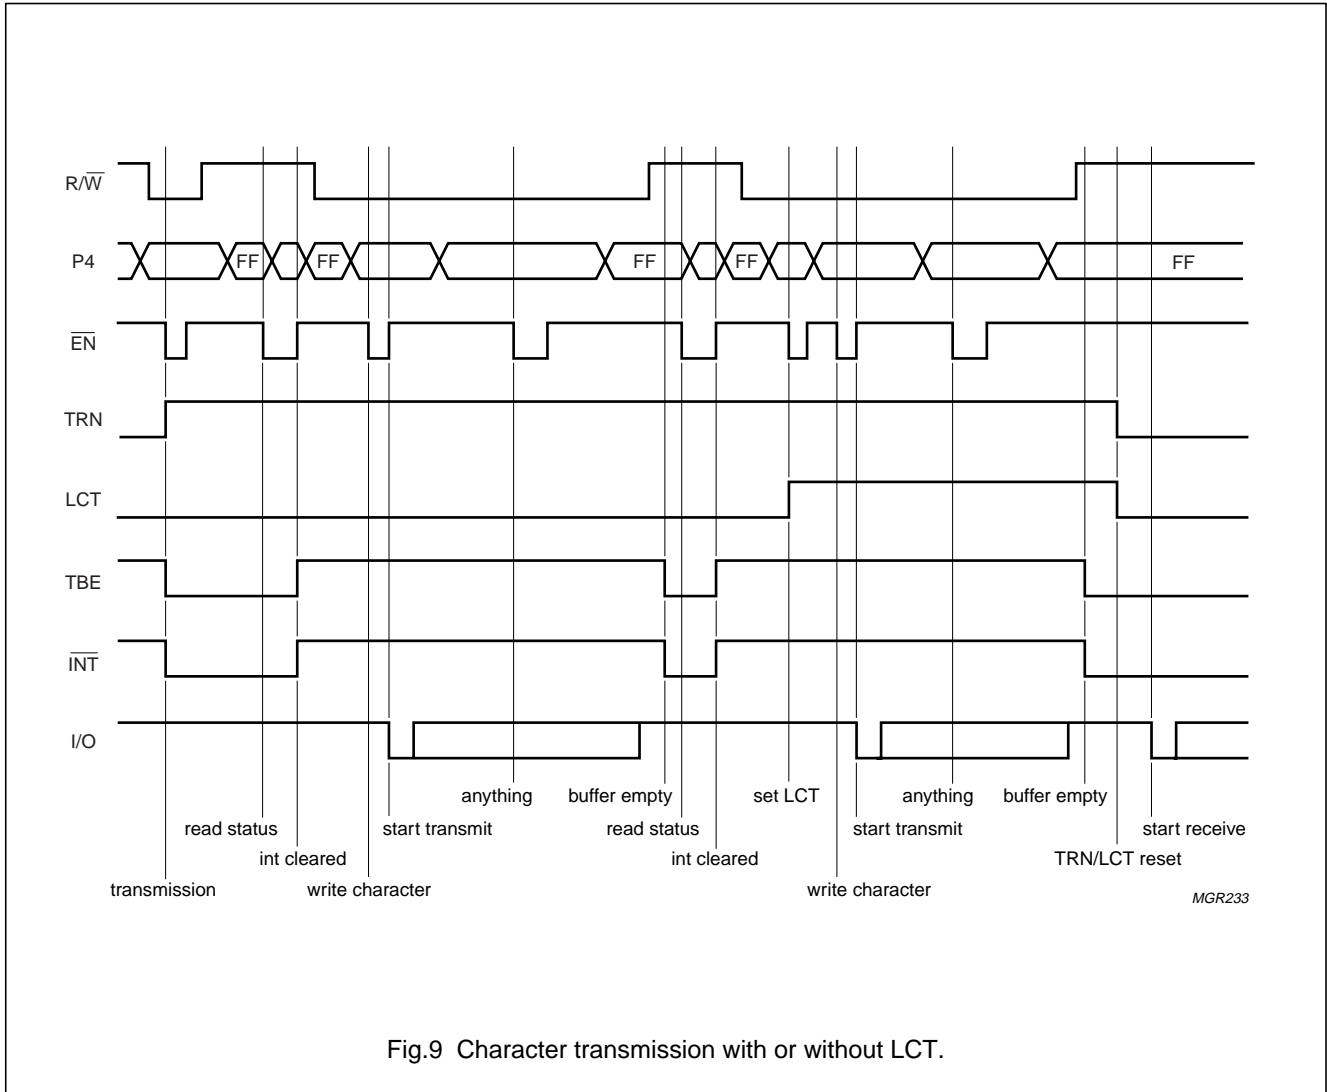 R/W̅
P4 FF FF FF FF FF
E̅N̅
TRN
LCT
TBE
I̅N̅T̅
I/O
anything buffer empty set LCT anything buffer empty
read status start transmit read status start transmit start receive
int cleared int cleared TRN/LCT reset
transmission write character write character
MGR233
Fig.9 Character transmission with or without LCT.